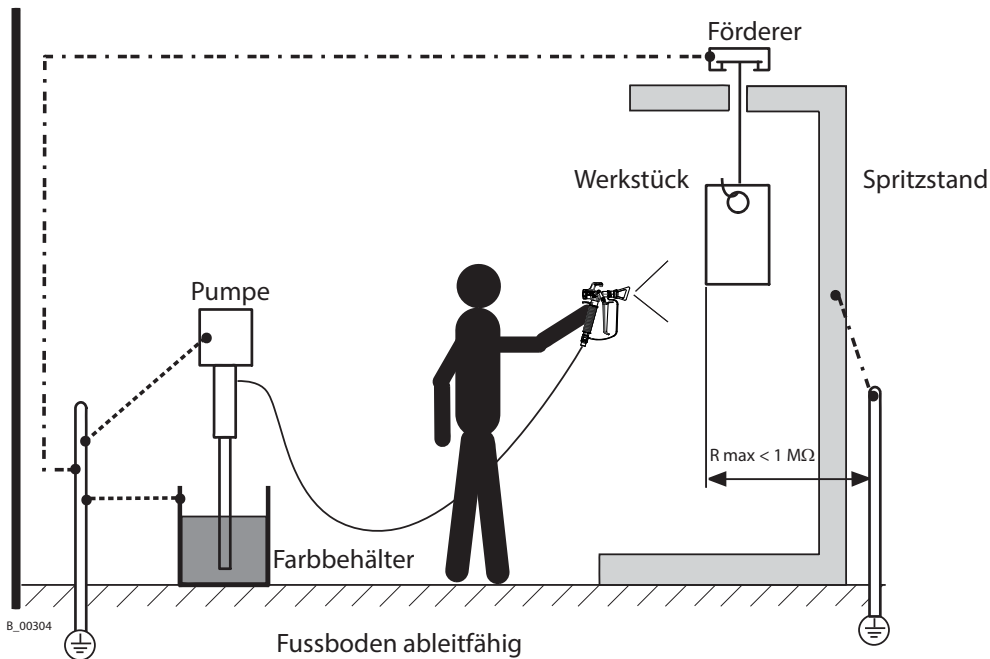 Förderer
Werkstück
Spritzstand
Pumpe
R max < 1 MΩ
Farbbehälter
B_00304
Fussboden ableitfähig